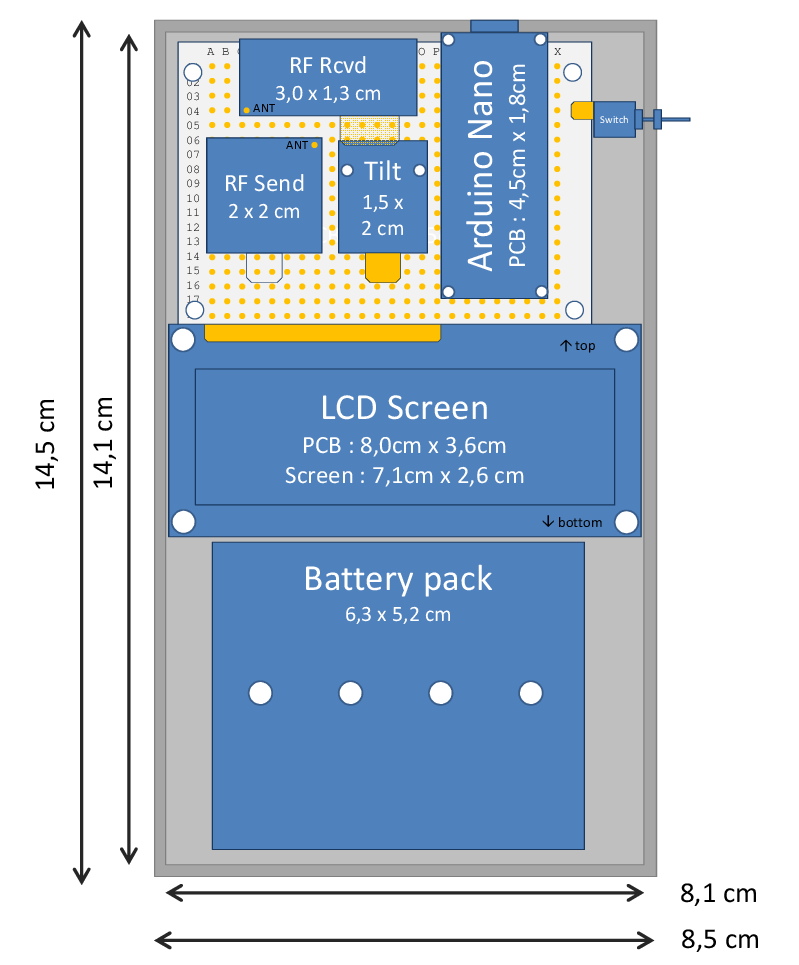 A B O P X
RF Rcvd
3,0 x 1,3 cm
ANT
02
03
04
05
06
07
08
09
10
11
12
13
14
15
16
17
ANT
RF Send
2 x 2 cm
Tilt
1,5 x
2 cm
Arduino Nano
PCB : 4,5cm x 1,8cm
Switch
↑ top
LCD Screen
PCB : 8,0cm x 3,6cm
Screen : 7,1cm x 2,6 cm
↓ bottom
Battery pack
6,3 x 5,2 cm
14,5 cm
14,1 cm
8,1 cm
8,5 cm